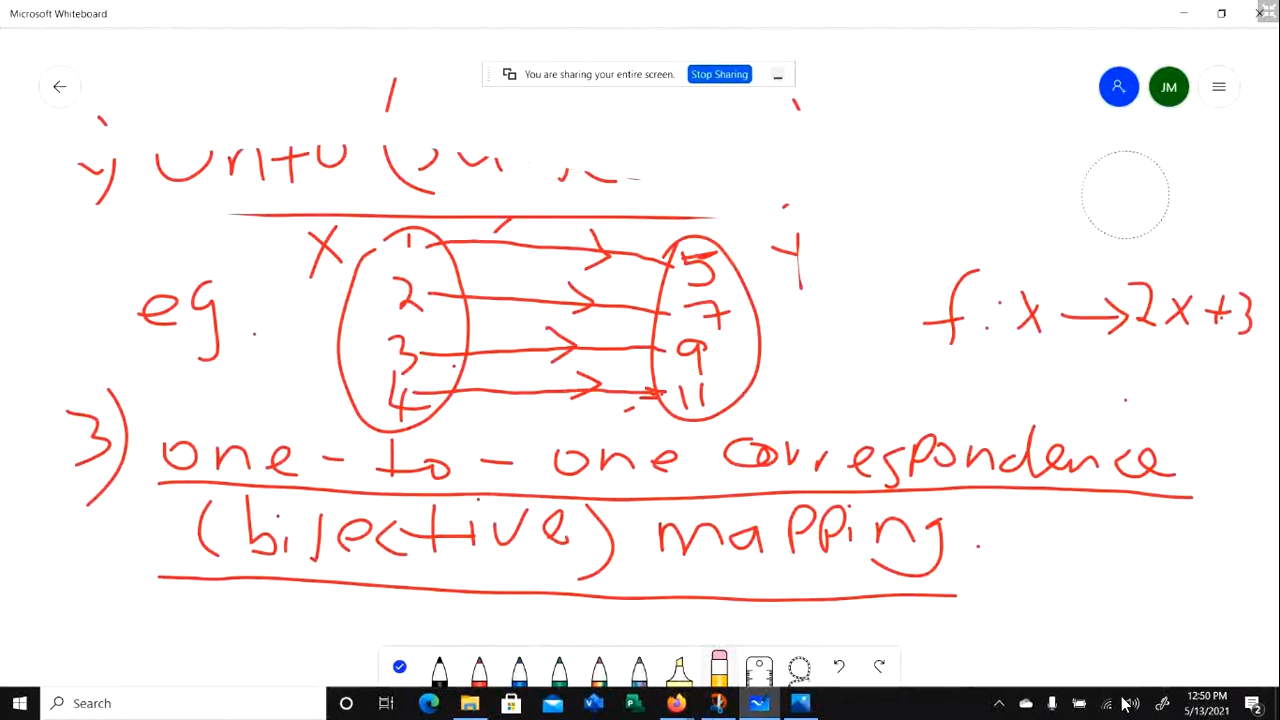 Microsoft Whiteboard
You are sharing your entire screen. Stop Sharing
JM
X 1 5 Y
2 7
eg. f: x → 2x+3
3 9
4 11
3) one-to-one correspondence
(bijective) mapping.
Search
12:50 PM
5/13/2021
2